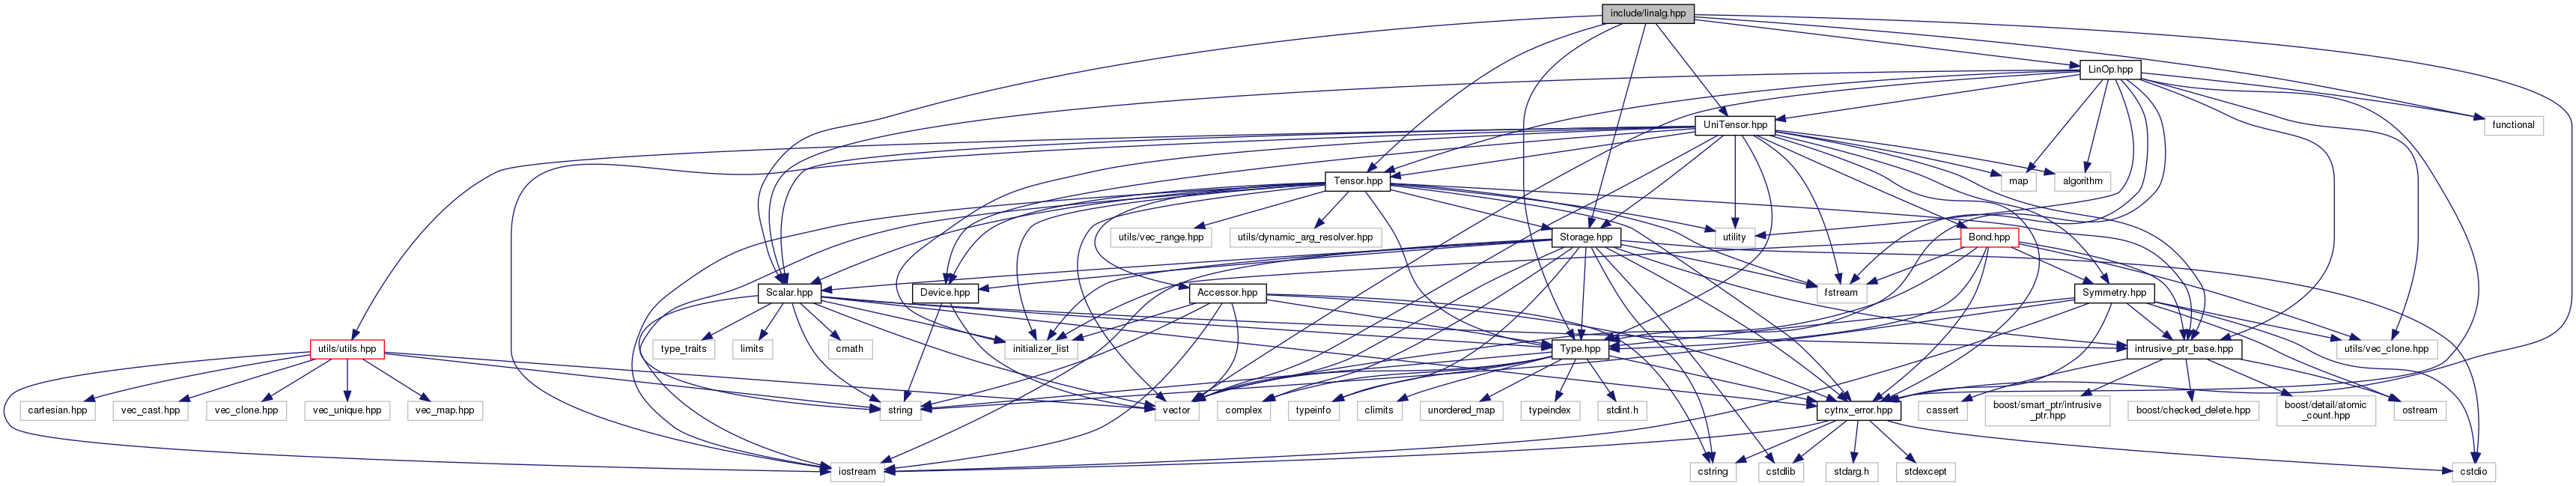 include/linalg.hpp
LinOp.hpp
UniTensor.hpp
functional
Tensor.hpp
map
algorithm
utils/vec_range.hpp
utils/dynamic_arg_resolver.hpp
Storage.hpp
utility
Bond.hpp
Scalar.hpp
Device.hpp
Accessor.hpp
fstream
Symmetry.hpp
utils/utils.hpp
type_traits
limits
cmath
initializer_list
Type.hpp
intrusive_ptr_base.hpp
utils/vec_clone.hpp
cartesian.hpp
vec_cast.hpp
vec_clone.hpp
vec_unique.hpp
vec_map.hpp
string
vector
complex
typeinfo
climits
unordered_map
typeindex
stdint.h
cytnx_error.hpp
cassert
boost/smart_ptr/intrusive
_ptr.hpp
boost/checked_delete.hpp
boost/detail/atomic
_count.hpp
ostream
iostream
cstring
cstdlib
stdarg.h
stdexcept
cstdio